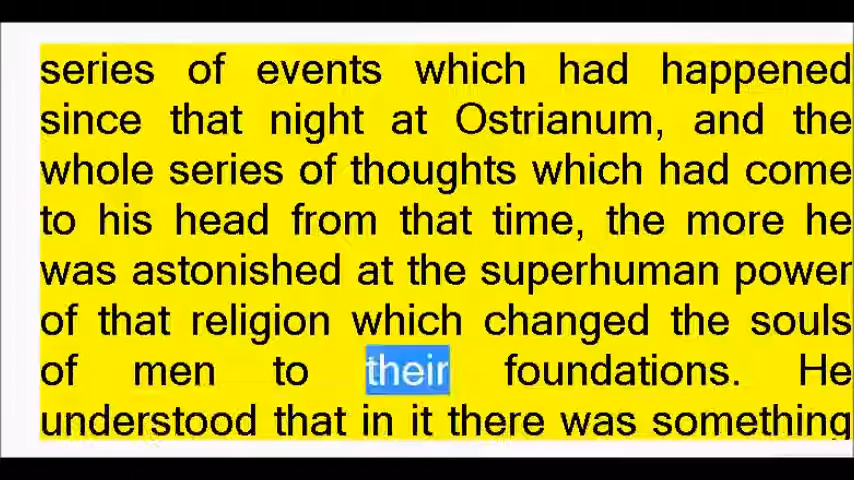 series of events which had happened
since that night at Ostrianum, and the
whole series of thoughts which had come
to his head from that time, the more he
was astonished at the superhuman power
of that religion which changed the souls
of men to their foundations. He
understood that in it there was something